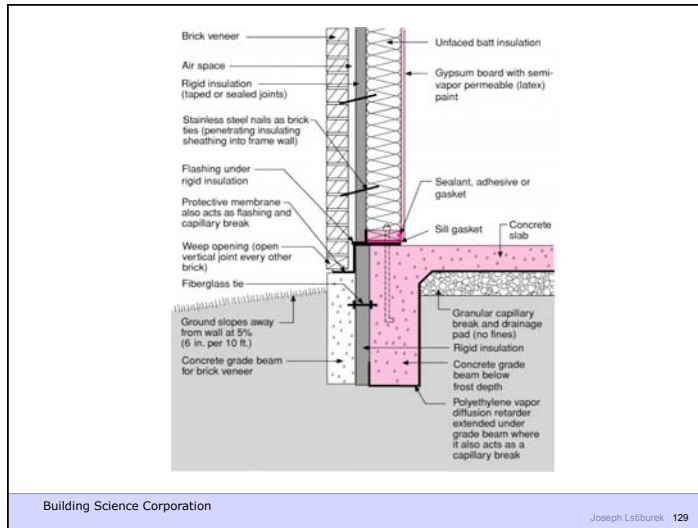 Brick veneer
Air space
Rigid insulation
(taped or sealed joints)
Stainless steel nails as brick
ties (penetrating insulating
sheathing into frame wall)
Flashing under
rigid insulation
Protective membrane
also acts as flashing and
capillary break
Weep opening (open
vertical joint every other
brick)
Fiberglass tie
Ground slopes away
from wall at 5%
(6 in. per 10 ft.)
Concrete grade beam
for brick veneer
Unfaced batt insulation
Gypsum board with semi-
vapor permeable (latex)
paint
Sealant, adhesive or
gasket
Sill gasket
Concrete
slab
Granular capillary
break and drainage
pad (no fines)
Rigid insulation
Concrete grade
beam below
frost depth
Polyethylene vapor
diffusion retarder
extended under
grade beam where
it also acts as a
capillary break
Building Science Corporation
Joseph Lstiburek 129